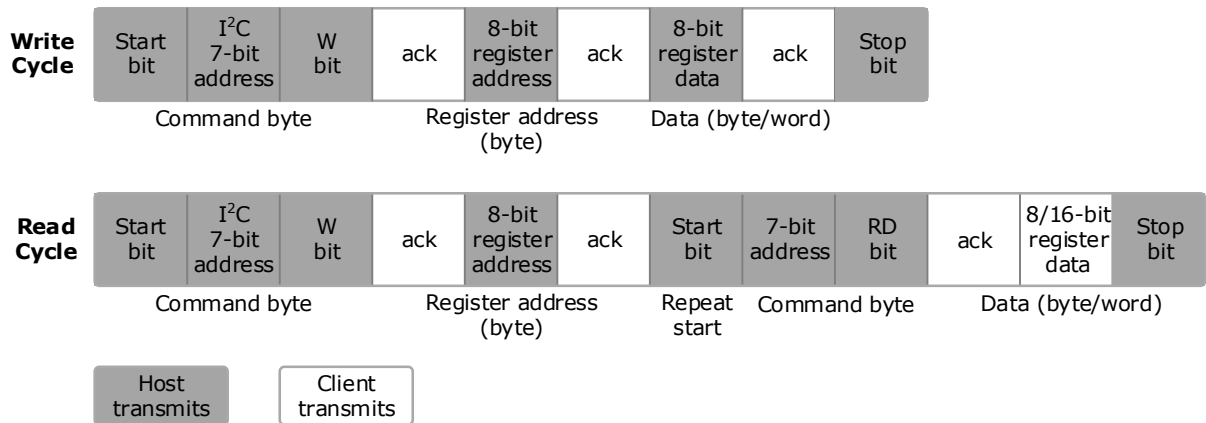 Write
Cycle
Start
bit
I²C
7-bit
address
W
bit
ack
8-bit
register
address
ack
8-bit
register
data
ack
Stop
bit
Command byte
Register address
(byte)
Data (byte/word)
Read
Cycle
Start
bit
I²C
7-bit
address
W
bit
ack
8-bit
register
address
ack
Start
bit
7-bit
address
RD
bit
ack
8/16-bit
register
data
Stop
bit
Command byte
Register address
(byte)
Repeat
start
Command byte
Data (byte/word)
Host
transmits
Client
transmits